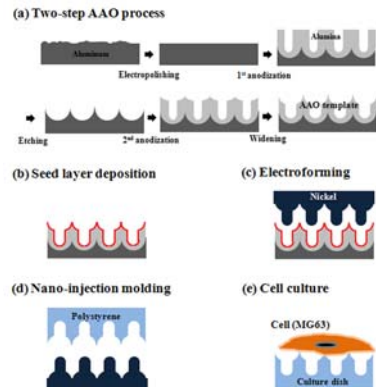 (a) Two-step AAO process
Aluminum
Electropolishing
1st anodization
Alumina
Etching
2nd anodization
Widening
AAO template
(b) Seed layer deposition
(c) Electroforming
Nickel
(d) Nano-injection molding
Polystyrene
(e) Cell culture
Cell (MG63)
Culture dish